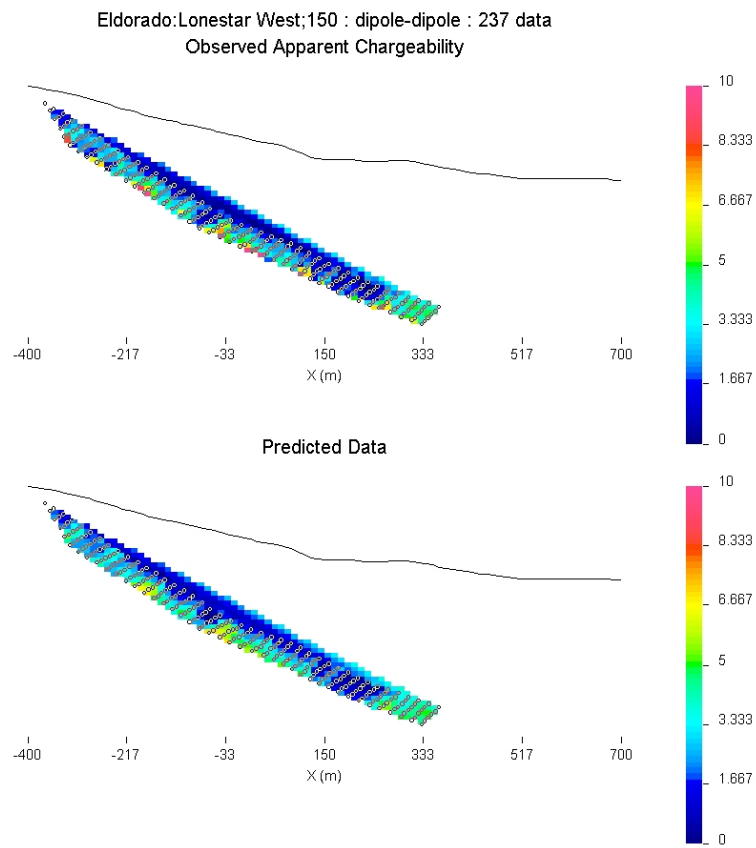 Eldorado:Lonestar West;150 : dipole-dipole : 237 data
Observed Apparent Chargeability
10
8.333
6.667
5
3.333
1.667
0
-400 -217 -33 150 333 517 700
X (m)
Predicted Data
10
8.333
6.667
5
3.333
1.667
0
-400 -217 -33 150 333 517 700
X (m)